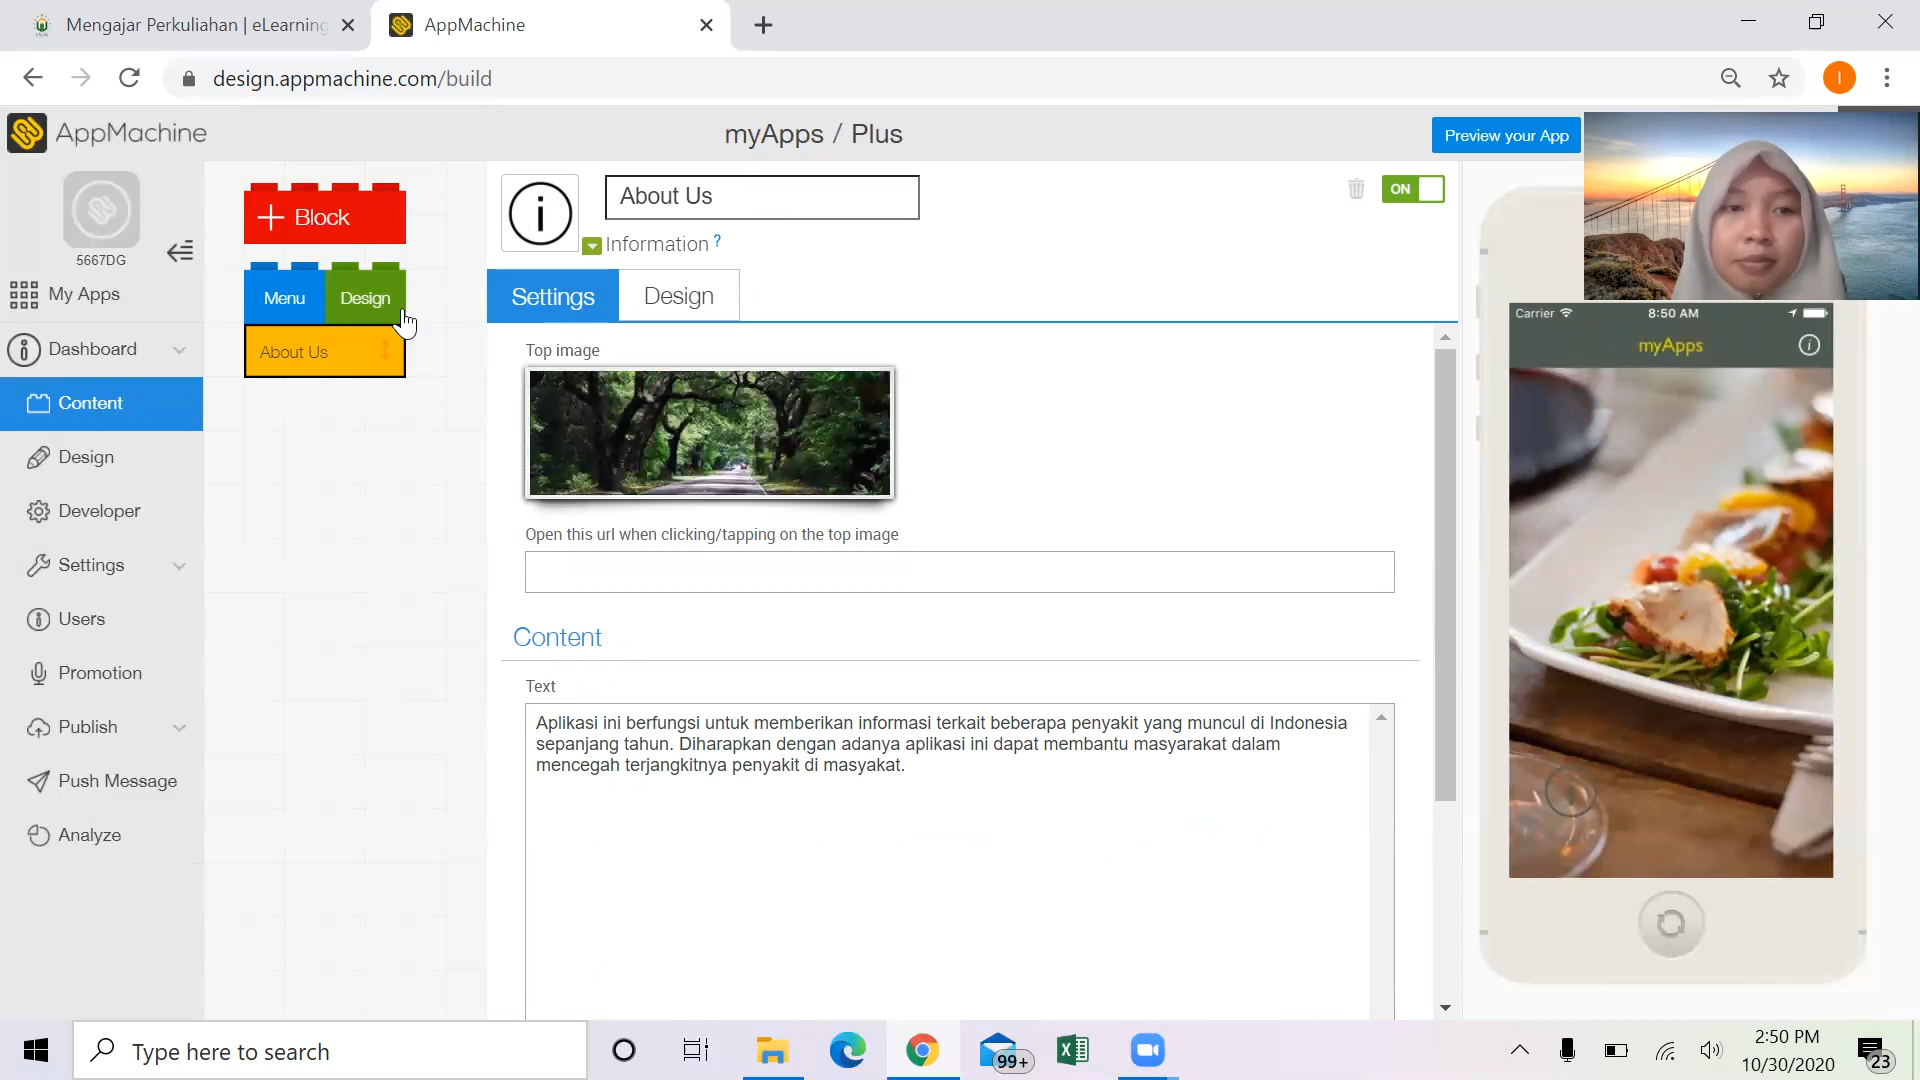 Mengajar Perkuliahan | eLearning
AppMachine
design.appmachine.com/build
I
AppMachine
myApps / Plus
Preview your App
5667DG
My Apps
Dashboard
Content
Design
Developer
Settings
Users
Promotion
Publish
Push Message
Analyze
Block
Menu
Design
About Us
About Us
Information ?
ON
Settings
Design
Top image
Open this url when clicking/tapping on the top image
Content
Text
Aplikasi ini berfungsi untuk memberikan informasi terkait beberapa penyakit yang muncul di Indonesia
sepanjang tahun. Diharapkan dengan adanya aplikasi ini dapat membantu masyarakat dalam
mencegah terjangkitnya penyakit di masyakat.
Carrier
8:50 AM
myApps
Type here to search
99+
2:50 PM
10/30/2020
23